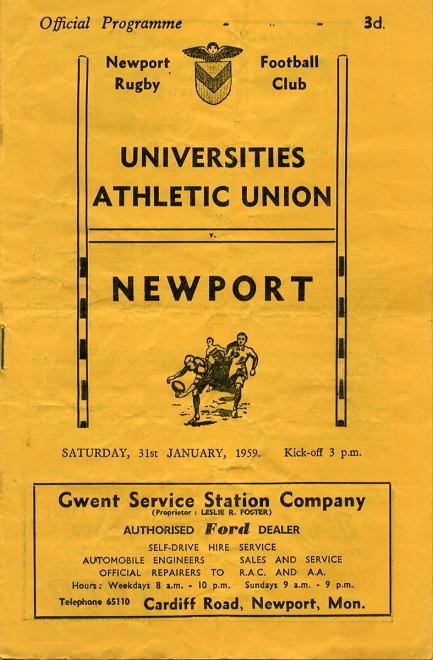 Official Programme - - - 3d.
Newport Football
Rugby Club
UNIVERSITIES
ATHLETIC UNION
v.
NEWPORT
SATURDAY, 31st JANUARY, 1959. Kick-off 3 p.m.
Gwent Service Station Company
(Proprietor : LESLIE R. FOSTER)
AUTHORISED Ford DEALER
SELF-DRIVE HIRE SERVICE
AUTOMOBILE ENGINEERS SALES AND SERVICE
OFFICIAL REPAIRERS TO R.A.C. AND A.A.
Hours: Weekdays 8 a.m. - 10 p.m. Sundays 9 a.m. - 9 p.m.
Telephone 65110 Cardiff Road, Newport, Mon.